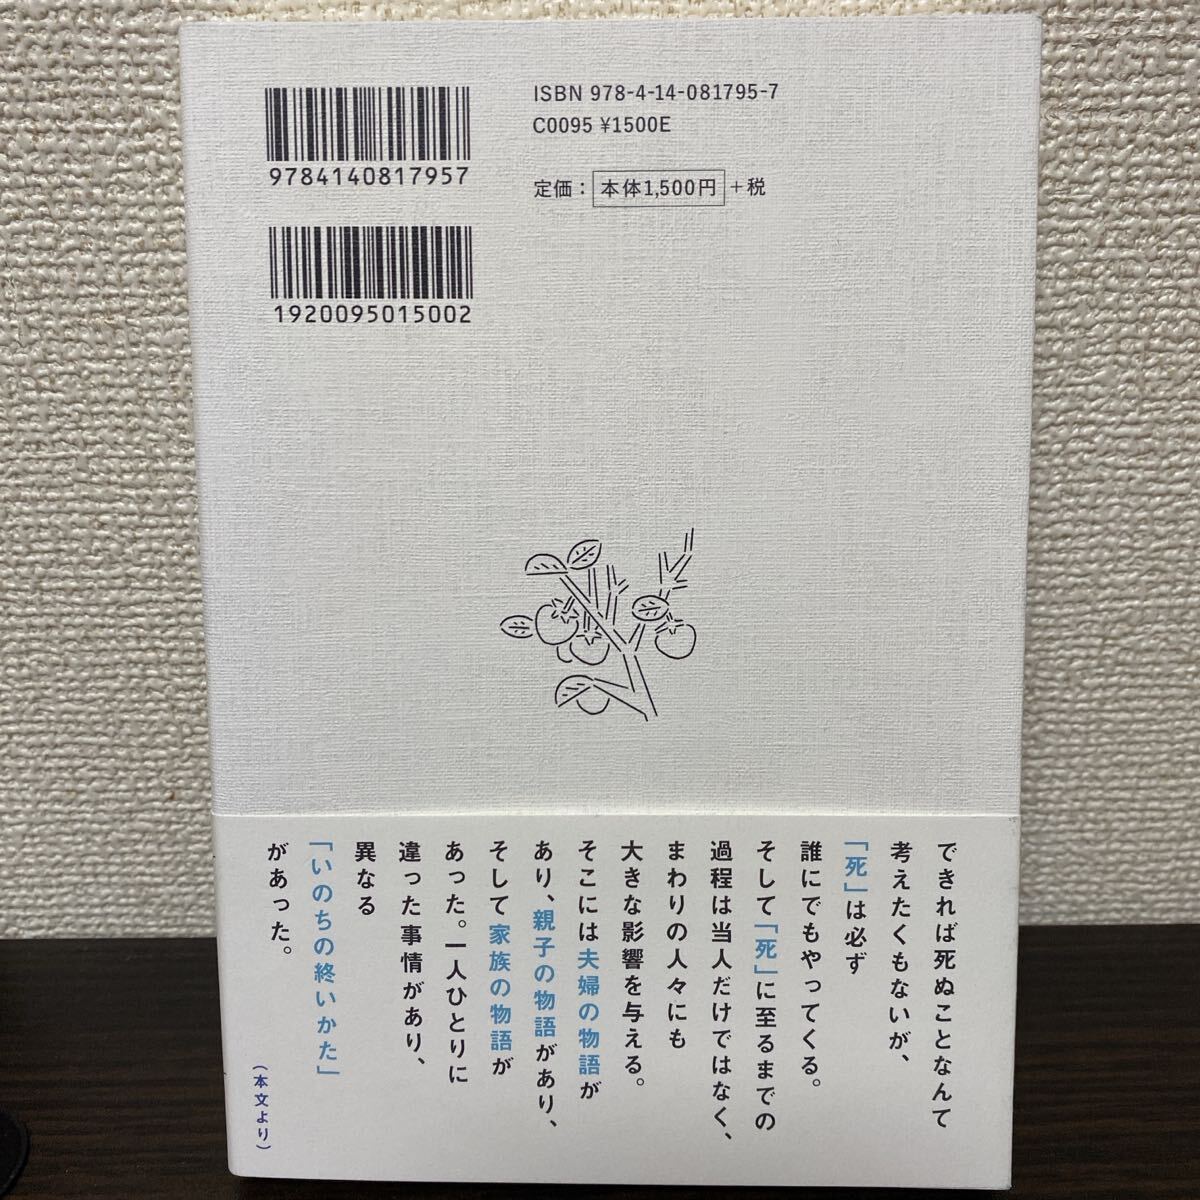 ISBN 978-4-14-081795-7
C0095 ¥1500E
9784140817957
定価：本体1,500円＋税
1920095015002
できれば死ぬことなんて
考えたくもないが、
「死」は必ず
誰にでもやってくる。
そして「死」に至るまでの
過程は当人だけではなく、
まわりの人々にも
大きな影響を与える。
そこには夫婦の物語が
あり、親子の物語があり、
そして家族の物語が
あった。一人ひとりに
違った事情があり、
異なる
「いのちの終いかた」
があった。
（本文より）